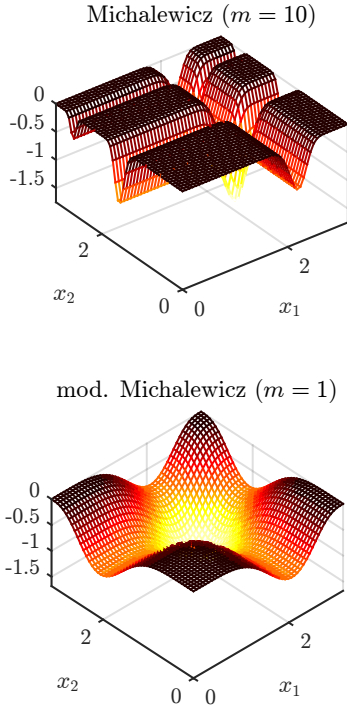 Michalewicz (m = 10)
0
-0.5
-1
-1.5
2
0
0
2
x₂
x₁
mod. Michalewicz (m = 1)
0
-0.5
-1
-1.5
2
0
0
2
x₂
x₁